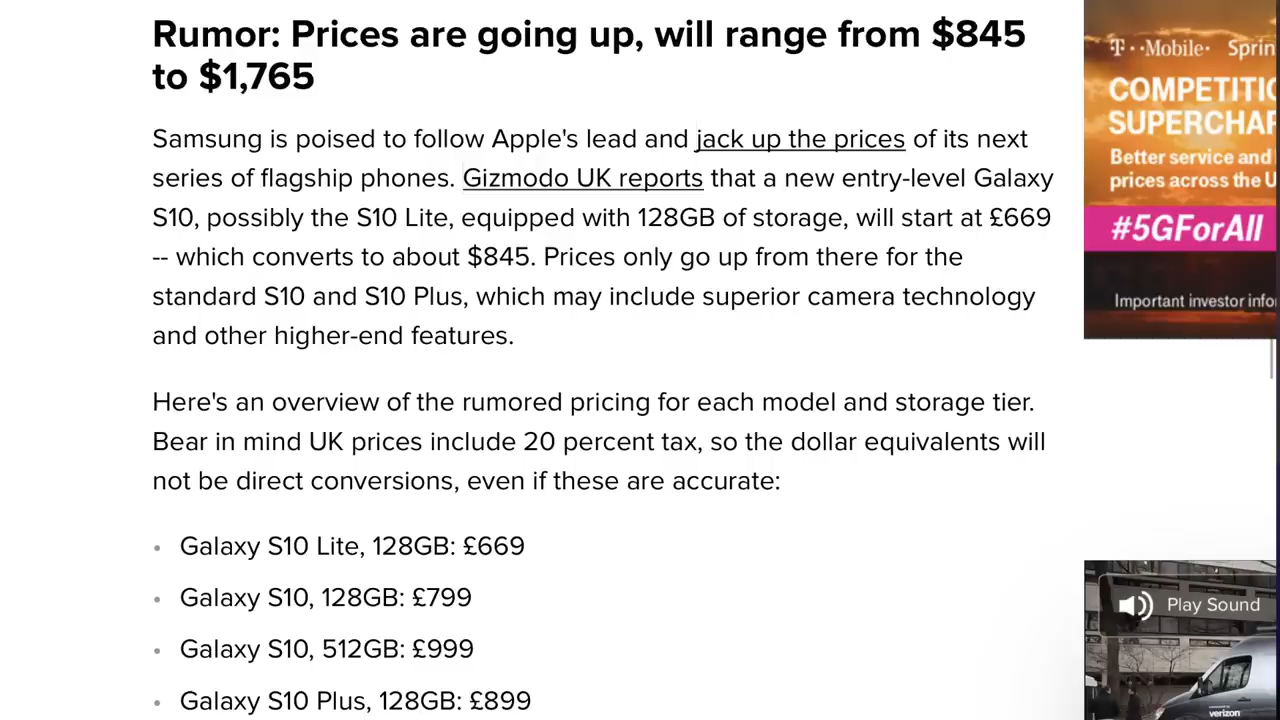 Rumor: Prices are going up, will range from $845
to $1,765
Samsung is poised to follow Apple's lead and jack up the prices of its next
series of flagship phones. Gizmodo UK reports that a new entry-level Galaxy
S10, possibly the S10 Lite, equipped with 128GB of storage, will start at £669
-- which converts to about $845. Prices only go up from there for the
standard S10 and S10 Plus, which may include superior camera technology
and other higher-end features.
Here's an overview of the rumored pricing for each model and storage tier.
Bear in mind UK prices include 20 percent tax, so the dollar equivalents will
not be direct conversions, even if these are accurate:
• Galaxy S10 Lite, 128GB: £669
• Galaxy S10, 128GB: £799
• Galaxy S10, 512GB: £999
• Galaxy S10 Plus, 128GB: £899
T··Mobile· Sprin
COMPETITIO
SUPERCHAR
Better service and
prices across the U
#5GForAll
Important investor info
Play Sound
verizon